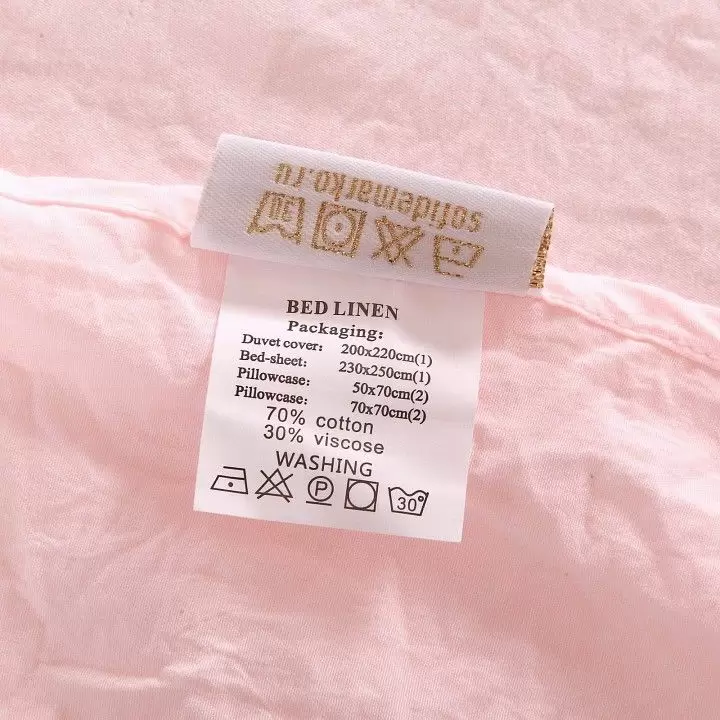 sofidemarko.ru
30
BED LINEN
Packaging:
Duvet cover: 200x220cm(1)
Bed-sheet: 230x250cm(1)
Pillowcase: 50x70cm(2)
Pillowcase: 70x70cm(2)
70% cotton
30% viscose
WASHING
P 30°